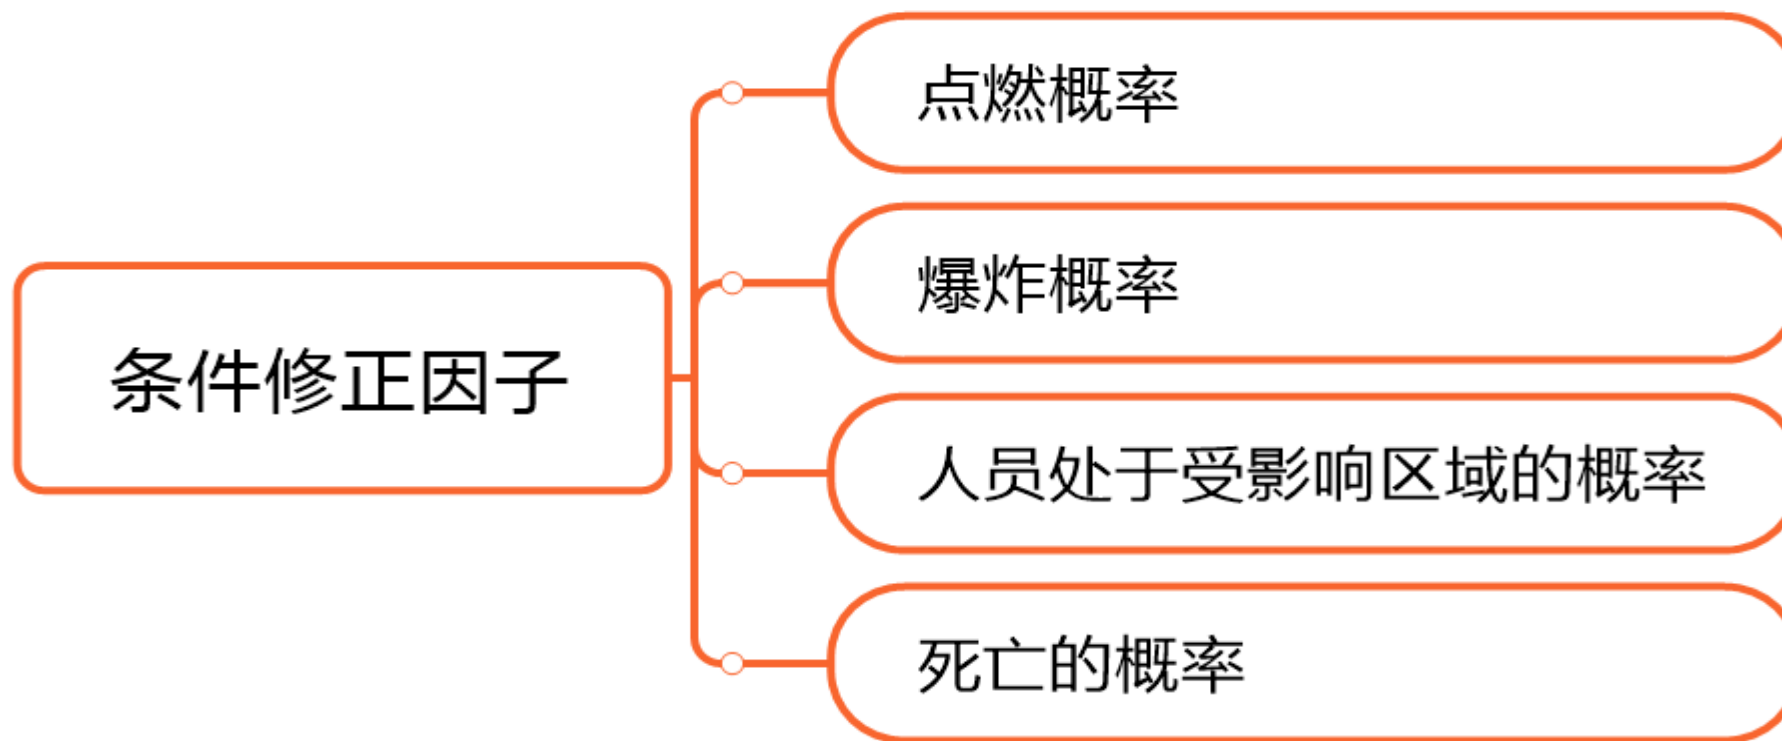 点燃概率
爆炸概率
条件修正因子
人员处于受影响区域的概率
死亡的概率